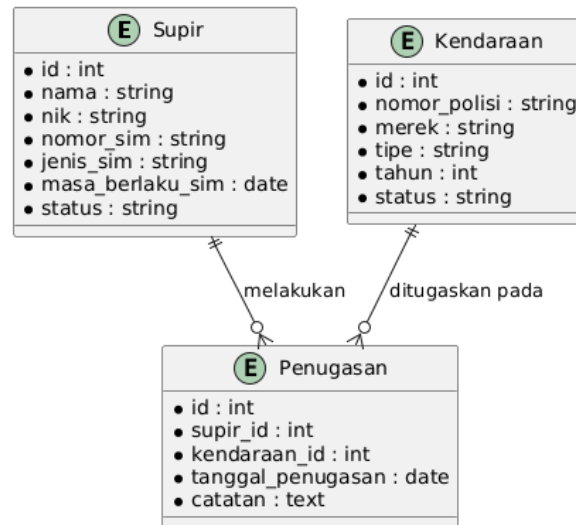 E Supir
id : int
nama : string
nik : string
nomor_sim : string
jenis_sim : string
masa_berlaku_sim : date
status : string
E Kendaraan
id : int
nomor_polisi : string
merek : string
tipe : string
tahun : int
status : string
melakukan
ditugaskan pada
E Penugasan
id : int
supir_id : int
kendaraan_id : int
tanggal_penugasan : date
catatan : text